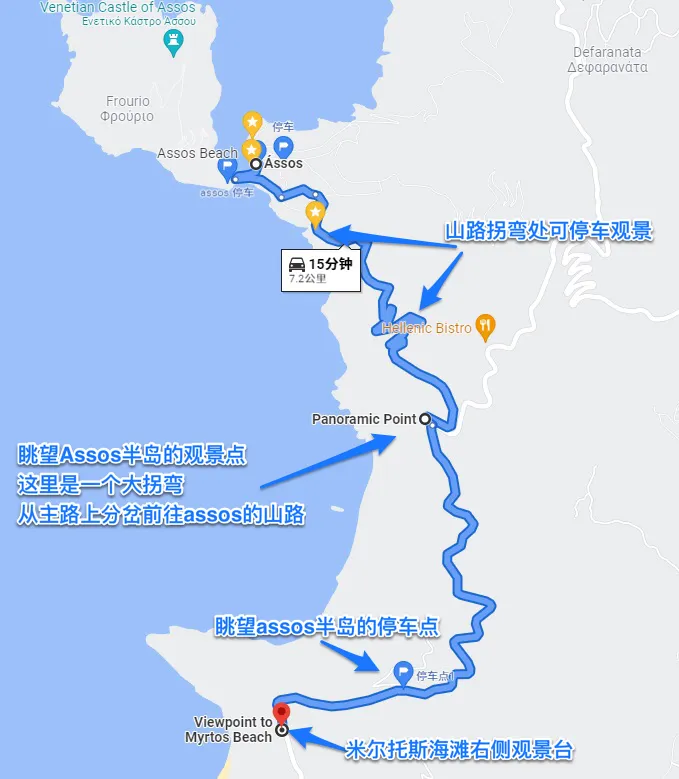 Venetian Castle of Assos
Ενετικό Κάστρο Άσσου
Defaranata
Δεφαρανάτα
Frourio
Φρούριο
停车
Assos Beach
Ássos
assos 停车
山路拐弯处可停车观景
15分钟
7.2公里
Hellenic Bistro
Panoramic Point
眺望Assos半岛的观景点
这里是一个大拐弯
从主路上分岔前往assos的山路
眺望assos半岛的停车点
停车点1
Viewpoint to
Myrtos Beach
米尔托斯海滩右侧观景台